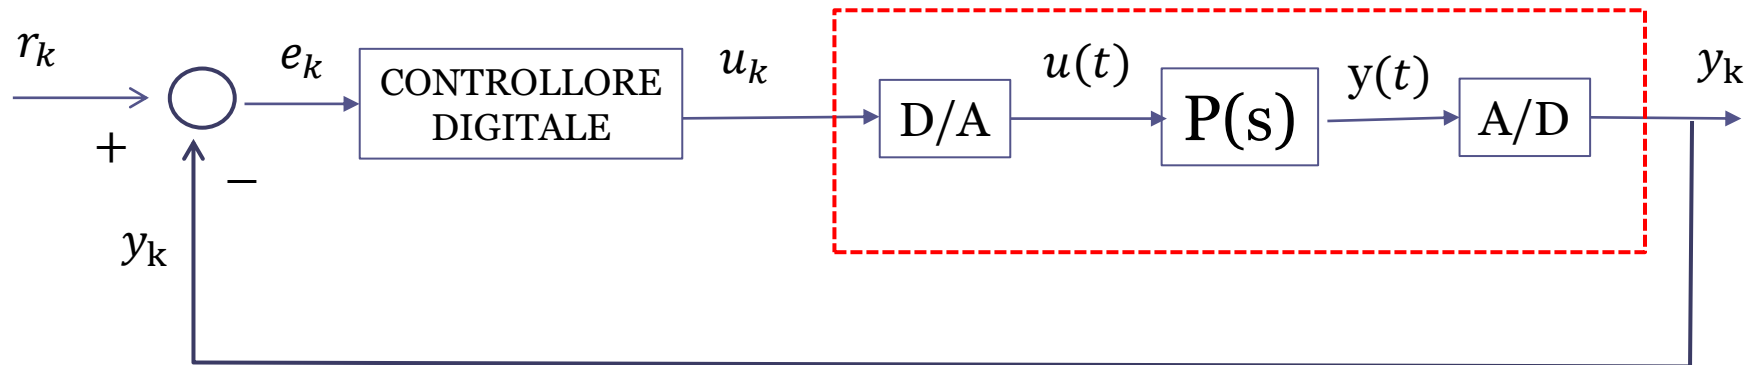 r_k
+
−
y_k
e_k
CONTROLLORE
DIGITALE
u_k
D/A
u(t)
P(s)
y(t)
A/D
y_k